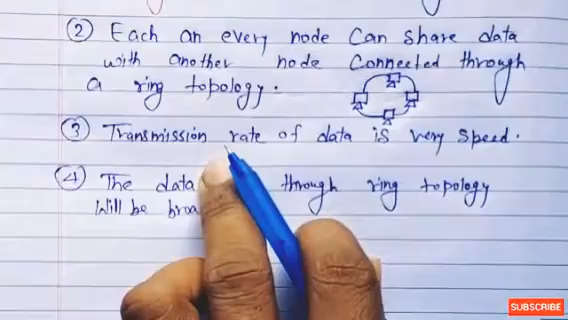 ② Each an every node can share data
with another node connected through
a ring topology.
③ Transmission rate of data is very speed.
④ The data through ring topology
will be broa
SUBSCRIBE